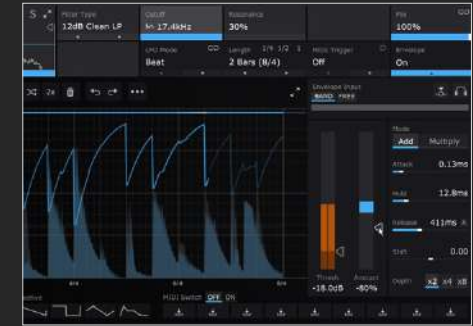 S
Filter Type
Cutoff
Resonance
Mix
12dB Clean LP
17.4kHz
30%
100%
LFO Mode
Length 1/4 1/2 1
MIDI Trigger
Envelope
Beat
2 Bars (8/4)
Off
On
2x
Envelope Input
BAND FREE
Mode
Add Multiply
Attack
0.13ms
Hold
12.8ms
Release
411ms
Shift
0.00
Thresh
Amount
Depth
x2 x4 x8
-18.0dB
-80%
MIDI Switch OFF ON